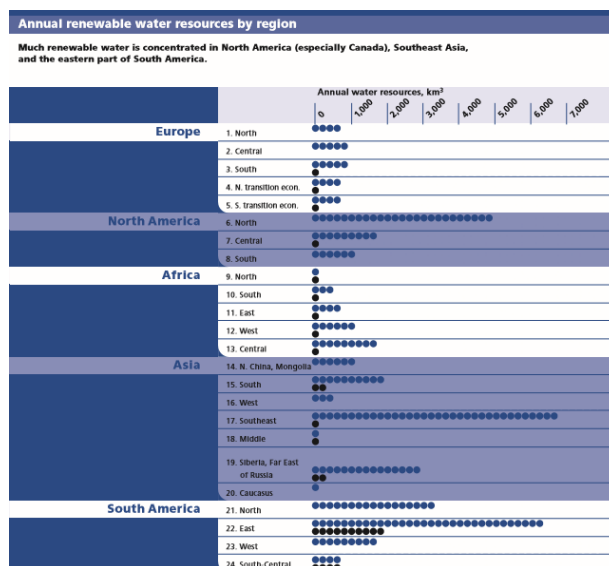 Annual renewable water resources by region
Much renewable water is concentrated in North America (especially Canada), Southeast Asia,
and the eastern part of South America.
Annual water resources, km³
0 1,000 2,000 3,000 4,000 5,000 6,000 7,000
Europe
1. North
2. Central
3. South
4. N. transition econ.
5. S. transition econ.
North America
6. North
7. Central
8. South
Africa
9. North
10. South
11. East
12. West
13. Central
Asia
14. N. China, Mongolia
15. South
16. West
17. Southeast
18. Middle
19. Siberia, Far East
of Russia
20. Caucasus
South America
21. North
22. East
23. West
24. South-Central